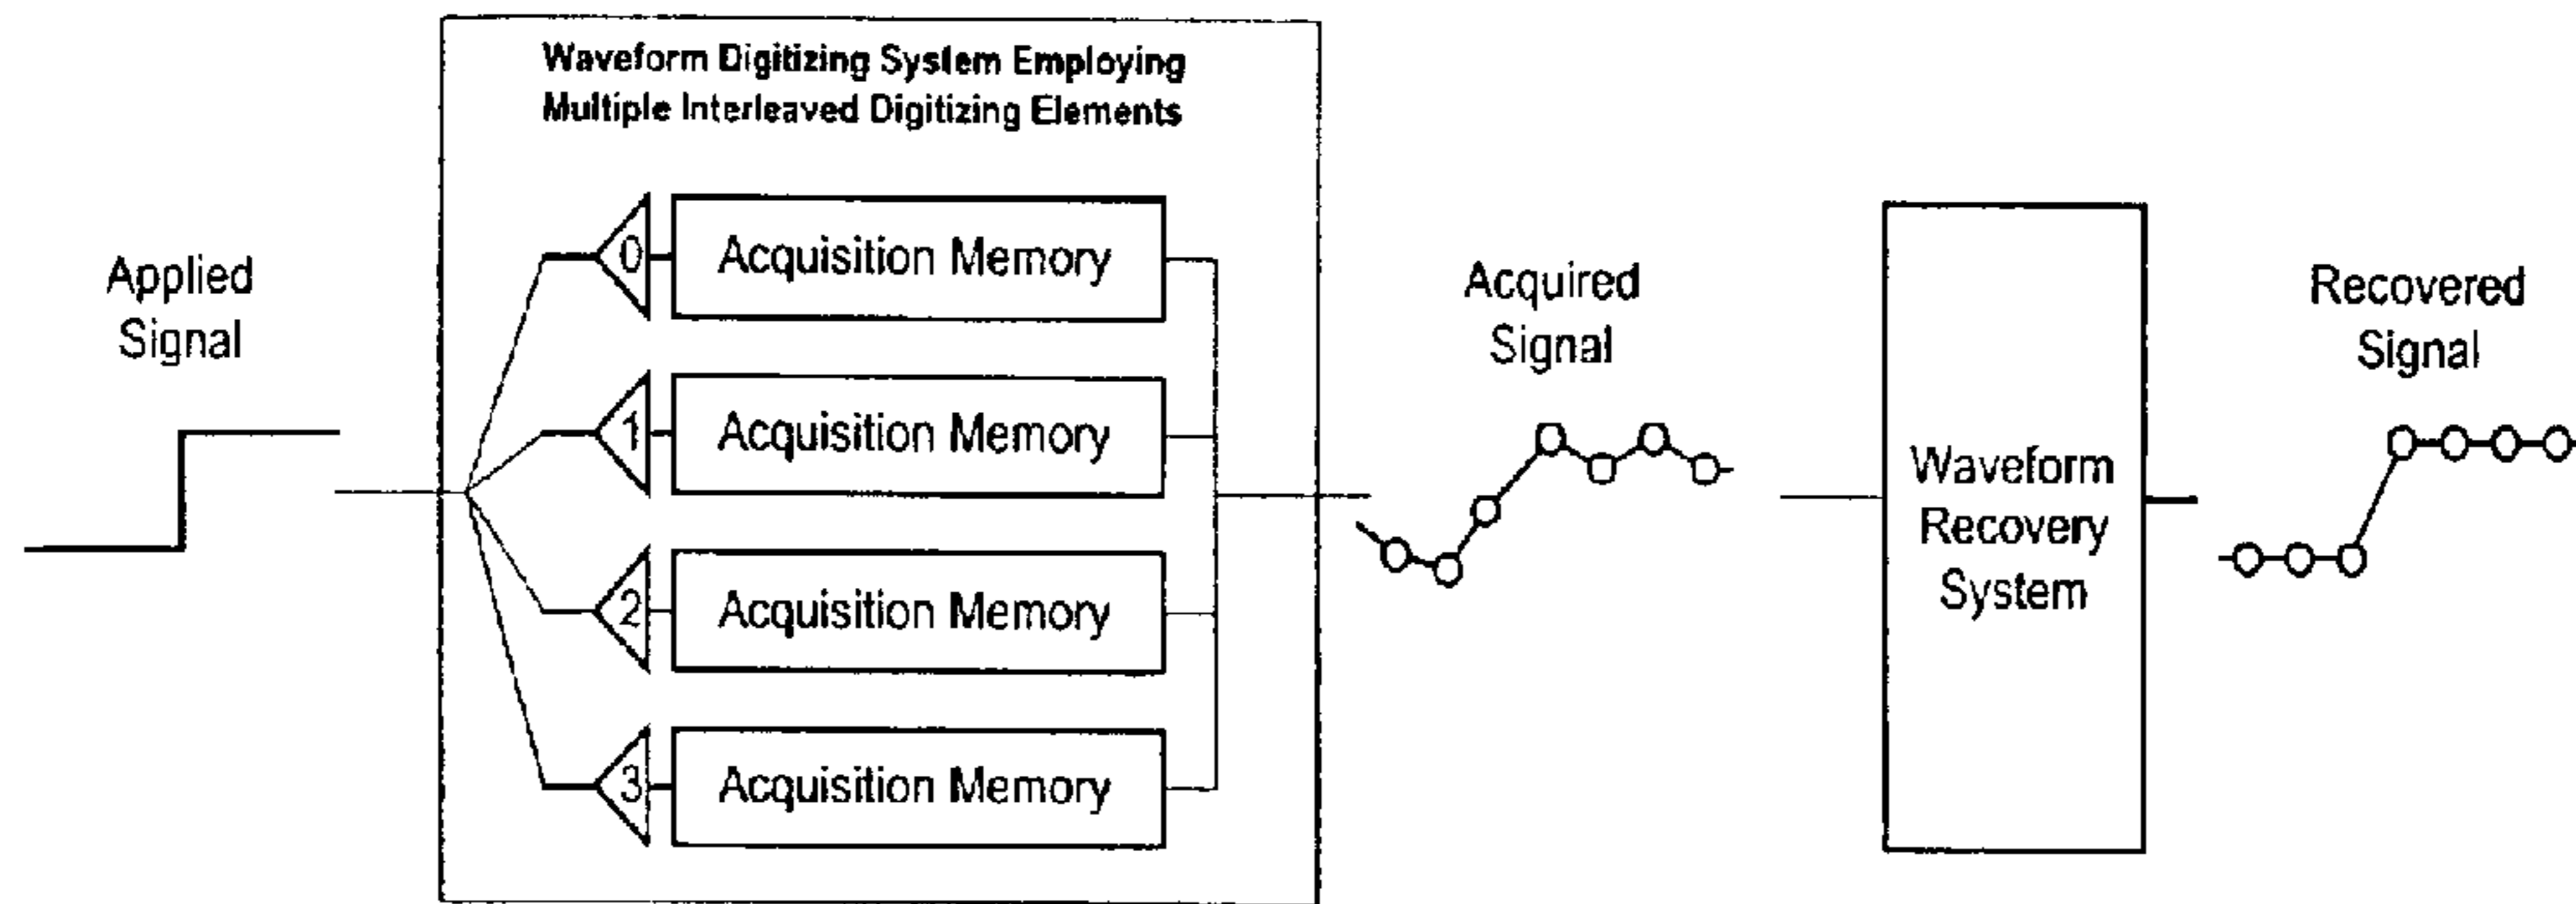 Waveform Digitizing System Employing
Multiple Interleaved Digitizing Elements
Applied
Signal
0
Acquisition Memory
1
Acquisition Memory
2
Acquisition Memory
3
Acquisition Memory
Acquired
Signal
Waveform
Recovery
System
Recovered
Signal